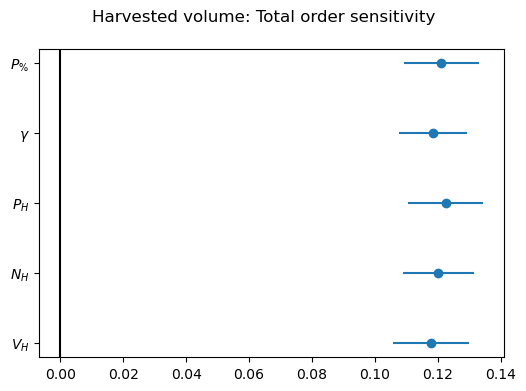 Harvested volume: Total order sensitivity
P%
γ
P_H
N_H
V_H
0.00 0.02 0.04 0.06 0.08 0.10 0.12 0.14